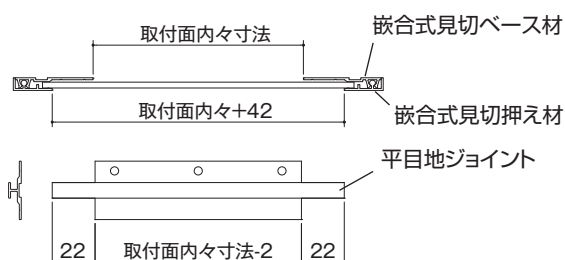 取付面内々寸法
嵌合式見切ベース材
取付面内々+42
嵌合式見切押え材
平目地ジョイント
22
取付面内々寸法-2
22